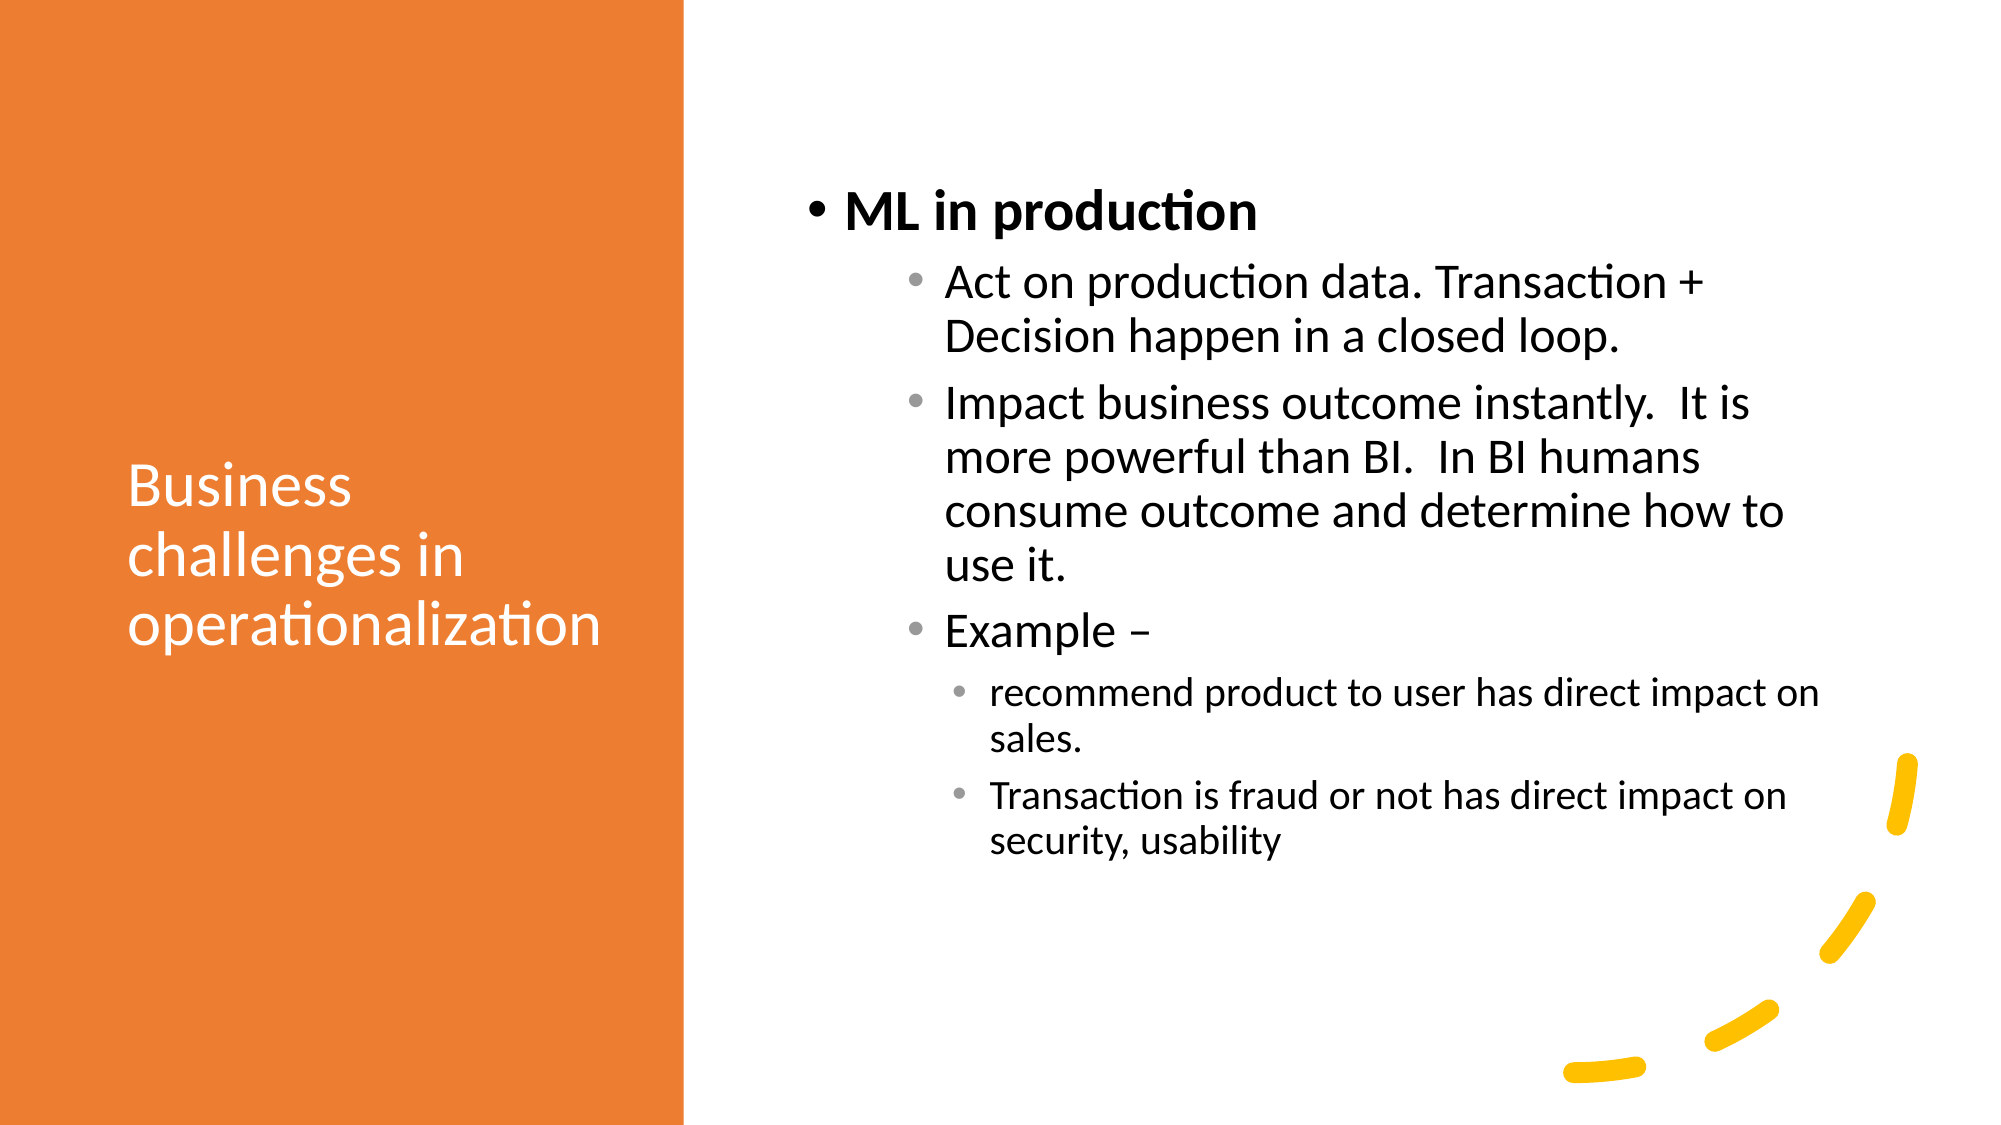 Business
challenges in
operationalization
• ML in production
• Act on production data. Transaction +
Decision happen in a closed loop.
• Impact business outcome instantly.  It is
more powerful than BI.  In BI humans
consume outcome and determine how to
use it.
• Example –
• recommend product to user has direct impact on
sales.
• Transaction is fraud or not has direct impact on
security, usability